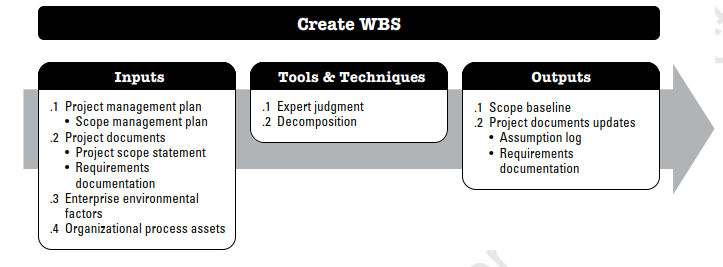 Create WBS
Inputs
.1 Project management plan
• Scope management plan
.2 Project documents
• Project scope statement
• Requirements
documentation
.3 Enterprise environmental
factors
.4 Organizational process assets
Tools & Techniques
.1 Expert judgment
.2 Decomposition
Outputs
.1 Scope baseline
.2 Project documents updates
• Assumption log
• Requirements
documentation